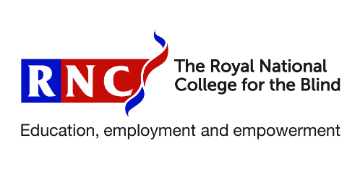 RNC
The Royal National
College for the Blind
Education, employment and empowerment